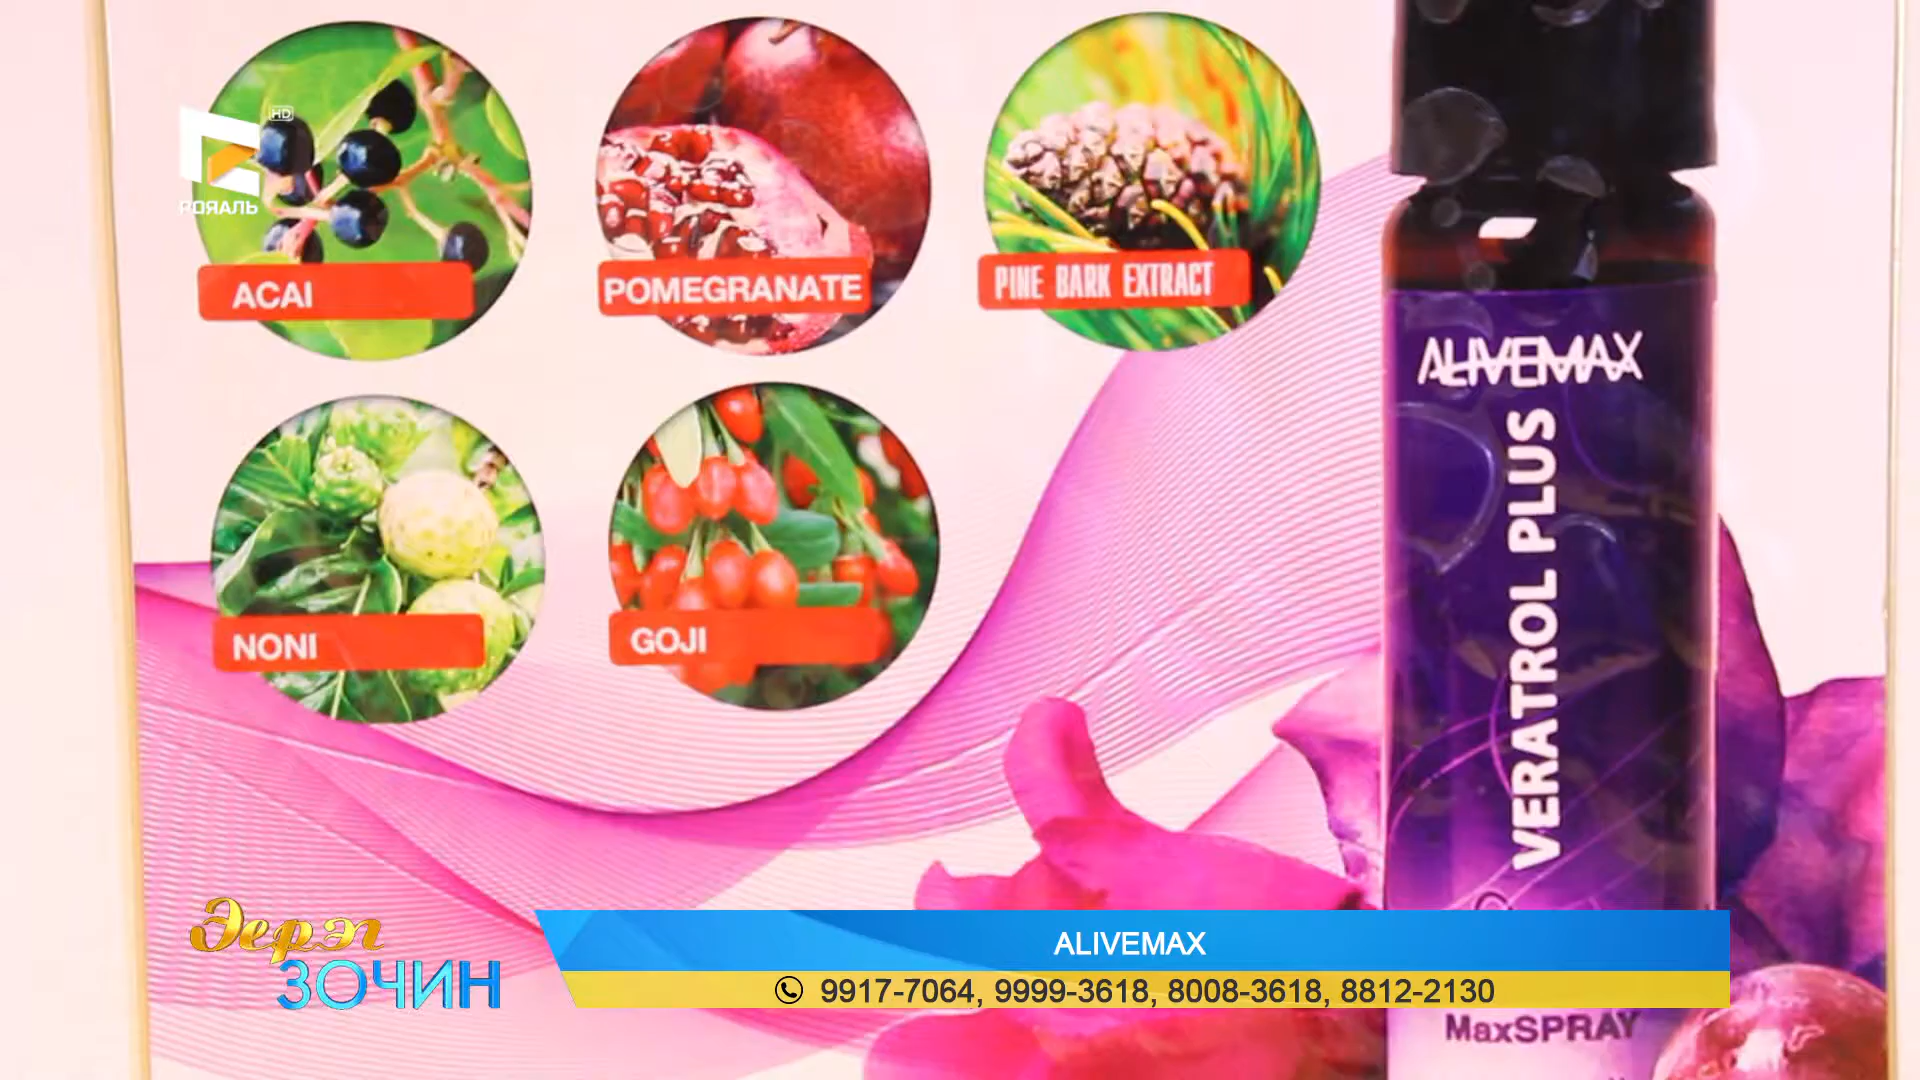 HD
РОЯАЛЬ
ACAI
POMEGRANATE
PINE BARK EXTRACT
NONI
GOJI
ALIVEMAX
VERATROL PLUS
MaxSPRAY
Эерэг
ЗОЧИН
ALIVEMAX
9917-7064, 9999-3618, 8008-3618, 8812-2130